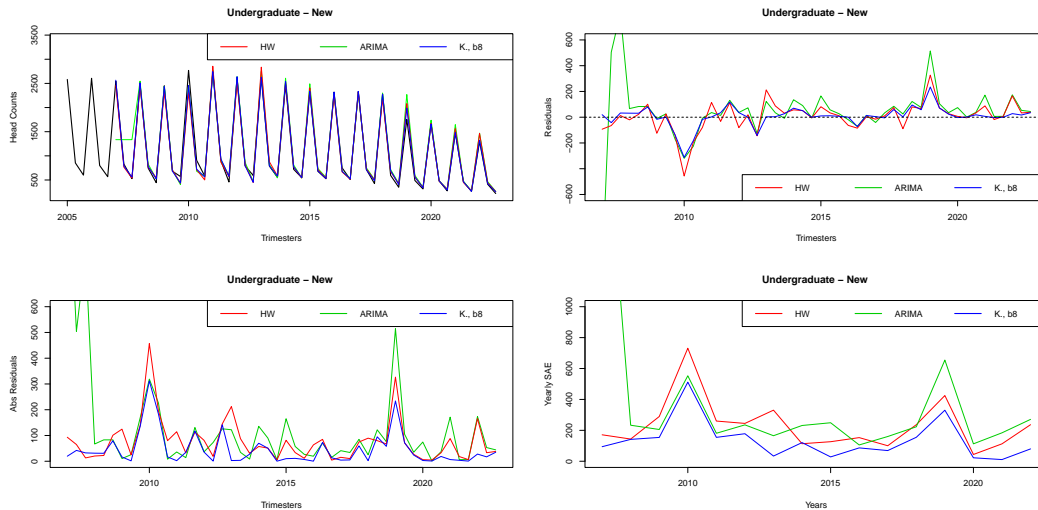 Undergraduate – New
HW ARIMA K., b8
Head Counts
500 1500 2500 3500
2005 2010 2015 2020
Trimesters
Undergraduate – New
HW ARIMA K., b8
Residuals
−600 −200 0 200 400 600
2010 2015 2020
Trimesters
Undergraduate – New
HW ARIMA K., b8
Abs Residuals
0 100 200 300 400 500 600
2010 2015 2020
Trimesters
Undergraduate – New
HW ARIMA K., b8
Yearly SAE
0 200 400 600 800 1000
2010 2015 2020
Years